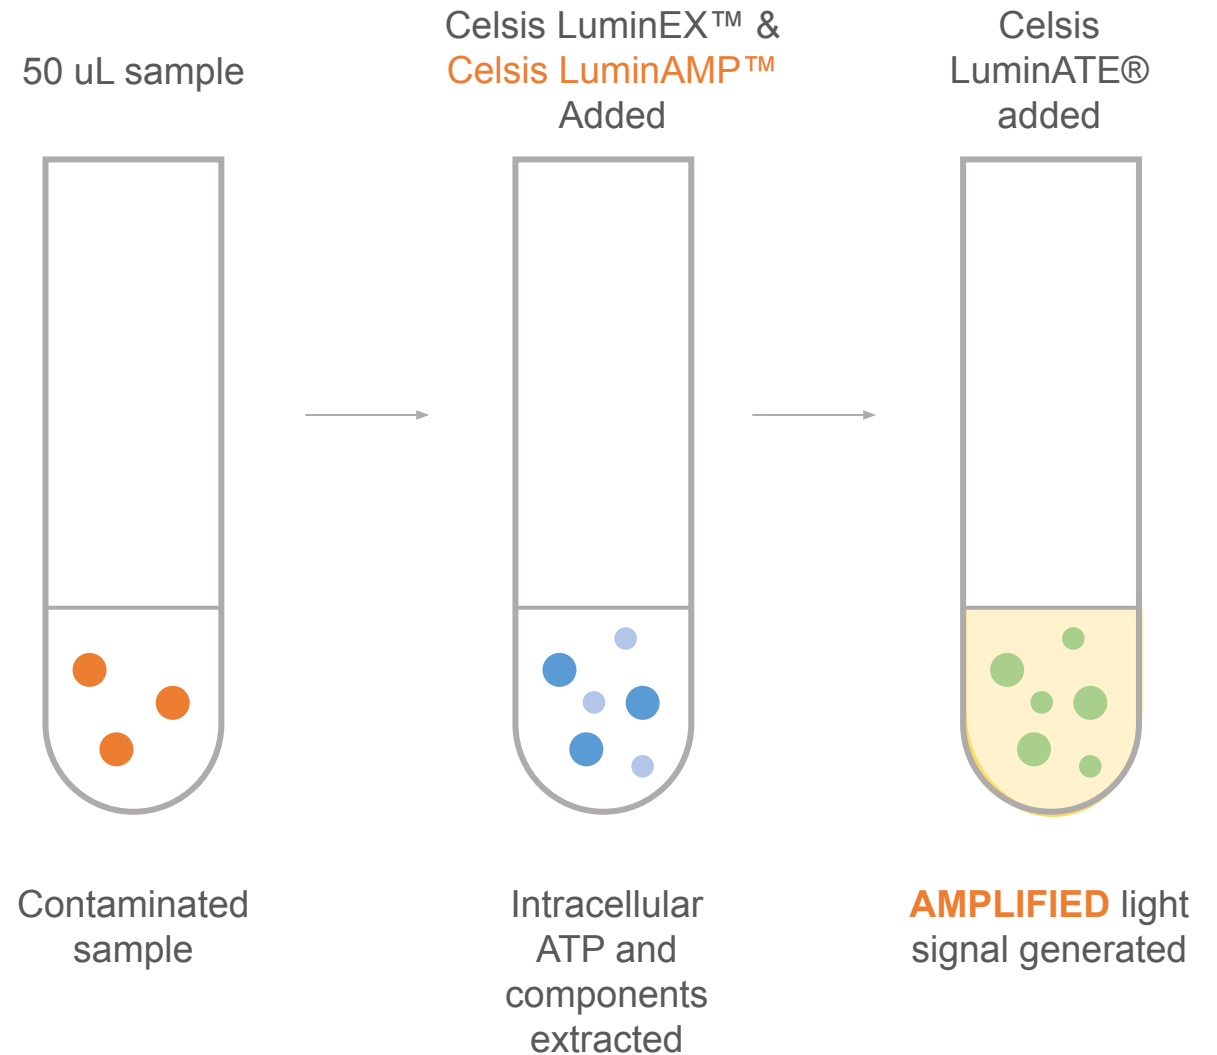 50 uL sample
Celsis LuminEX™ &
Celsis LuminAMP™
Added
Celsis
LuminATE®
added
Contaminated
sample
Intracellular
ATP and
components
extracted
AMPLIFIED light
signal generated